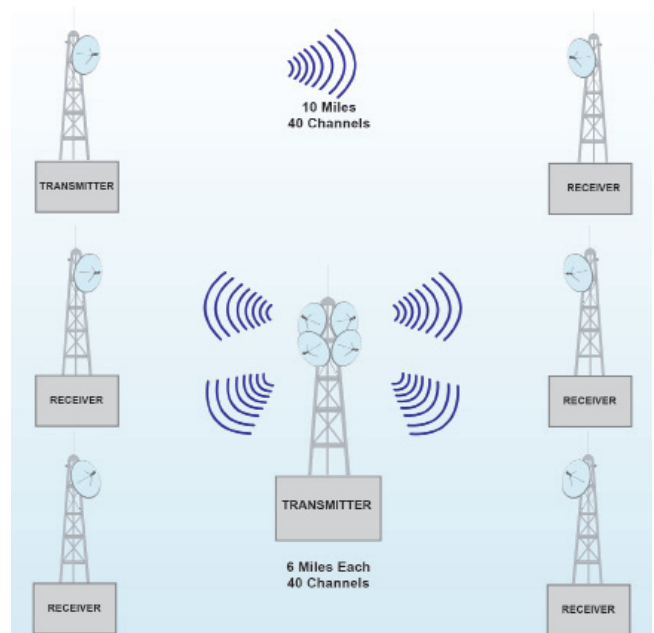 10 Miles
40 Channels
TRANSMITTER
RECEIVER
RECEIVER
RECEIVER
TRANSMITTER
6 Miles Each
40 Channels
RECEIVER
RECEIVER